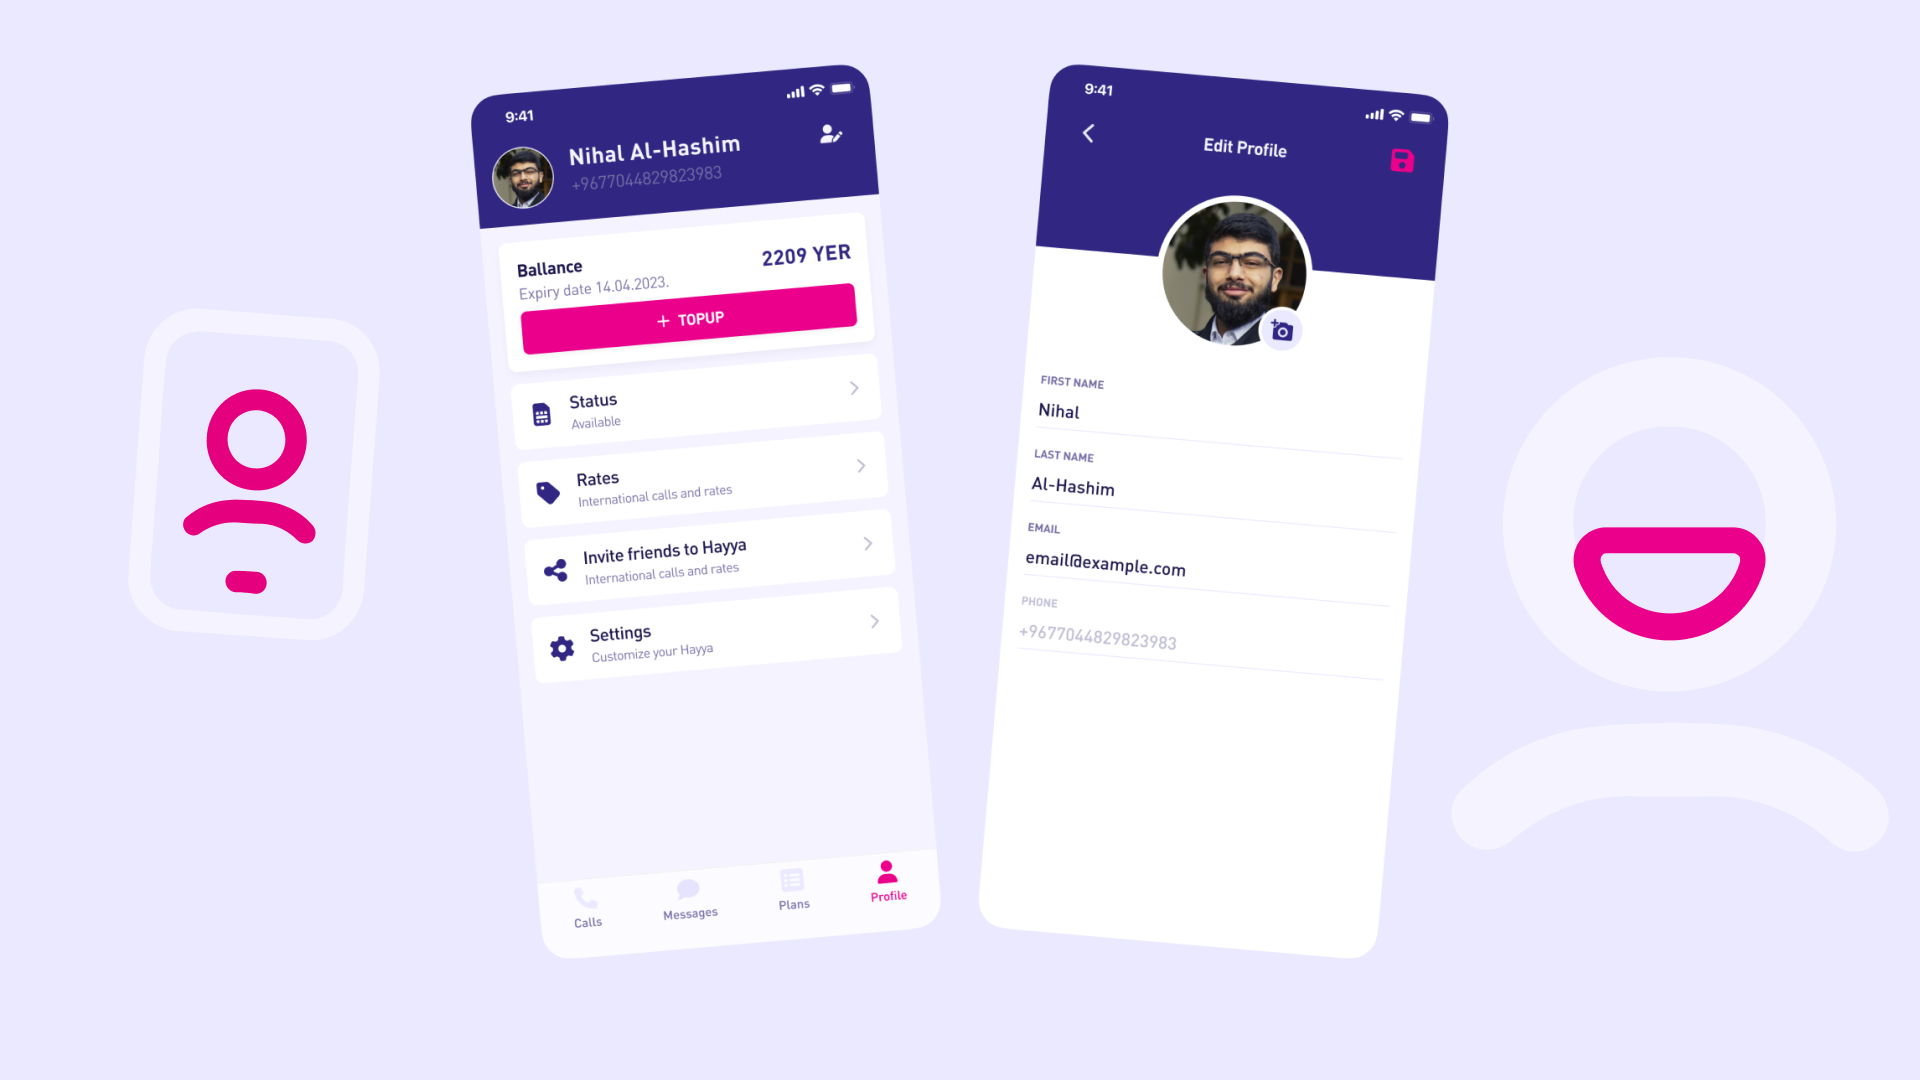 9:41
Nihal Al-Hashim
+9677044829823983
Ballance
2209 YER
Expiry date 14.04.2023.
+ TOPUP
Status
Available
Rates
International calls and rates
Invite friends to Hayya
International calls and rates
Settings
Customize your Hayya
Calls
Messages
Plans
Profile
9:41
Edit Profile
FIRST NAME
Nihal
LAST NAME
Al-Hashim
EMAIL
email@example.com
PHONE
+9677044829823983